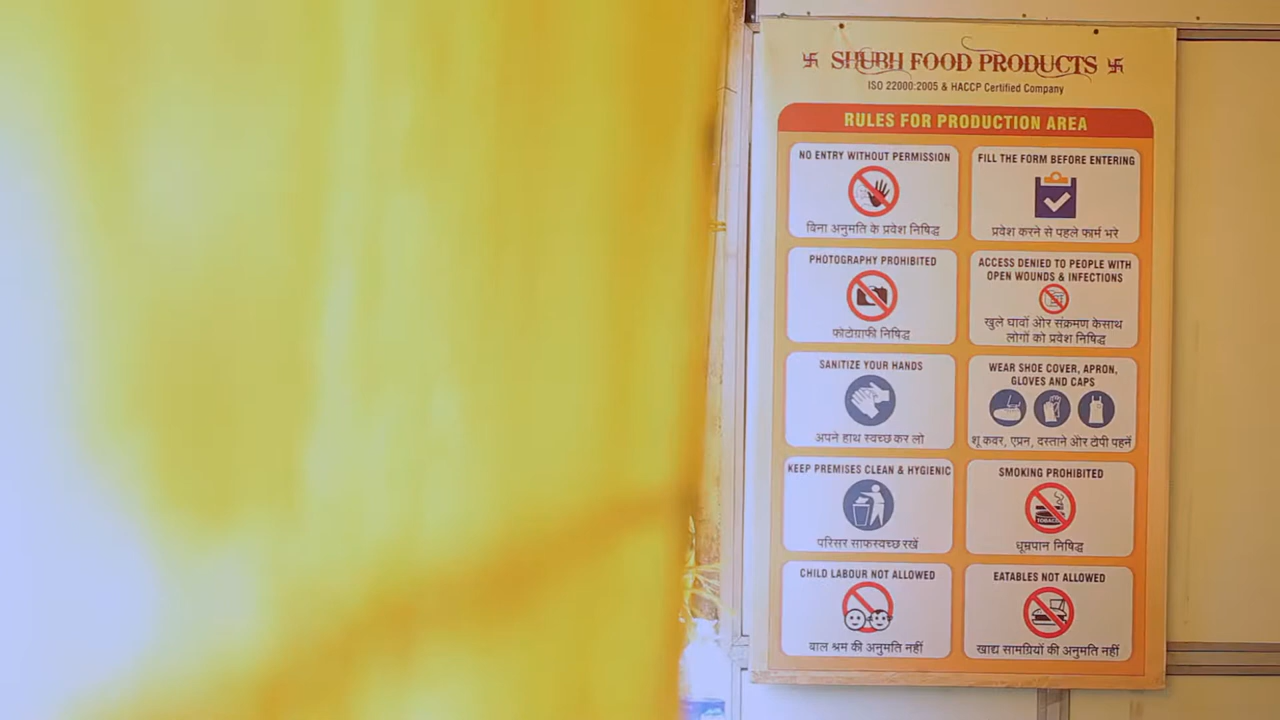 卐 SHUBH FOOD PRODUCTS 卐
ISO 22000:2005 & HACCP Certified Company
RULES FOR PRODUCTION AREA
NO ENTRY WITHOUT PERMISSION
बिना अनुमति के प्रवेश निषिद्ध
FILL THE FORM BEFORE ENTERING
प्रवेश करने से पहले फार्म भरे
PHOTOGRAPHY PROHIBITED
फोटोग्राफी निषिद्ध
ACCESS DENIED TO PEOPLE WITH
OPEN WOUNDS & INFECTIONS
खुले घावों और संक्रमण केसाथ
लोगों को प्रवेश निषिद्ध
SANITIZE YOUR HANDS
अपने हाथ स्वच्छ कर लो
WEAR SHOE COVER, APRON,
GLOVES AND CAPS
शू कवर, एप्रन, दस्ताने और टोपी पहनें
KEEP PREMISES CLEAN & HYGIENIC
परिसर साफस्वच्छ रखें
SMOKING PROHIBITED
TOBACCO
धूम्रपान निषिद्ध
CHILD LABOUR NOT ALLOWED
बाल श्रम की अनुमति नहीं
EATABLES NOT ALLOWED
खाद्य सामग्रियों की अनुमति नहीं